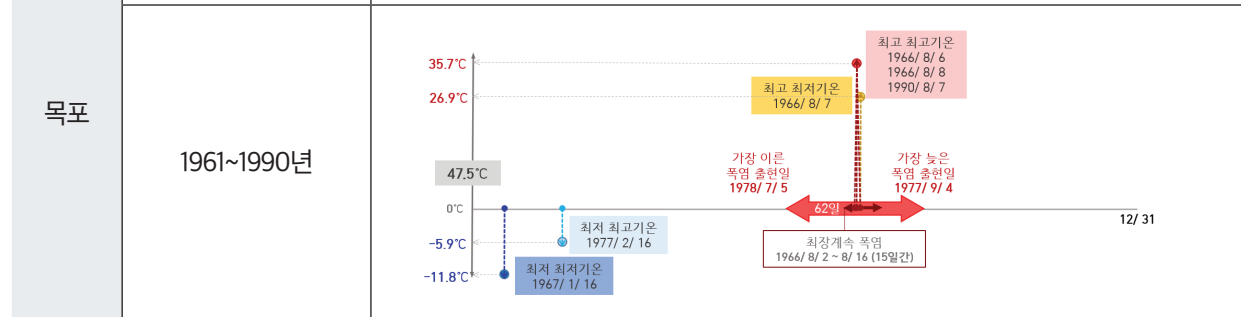 목포
1961~1990년
35.7℃
26.9℃
47.5℃
0℃
-5.9℃
-11.8℃
최고 최고기온
1966/ 8/ 6
1966/ 8/ 8
1990/ 8/ 7
최고 최저기온
1966/ 8/ 7
가장 이른
폭염 출현일
1978/ 7/ 5
가장 늦은
폭염 출현일
1977/ 9/ 4
62일
12/ 31
최저 최고기온
1977/ 2/ 16
최장계속 폭염
1966/ 8/ 2 ~ 8/ 16 (15일간)
최저 최저기온
1967/ 1/ 16